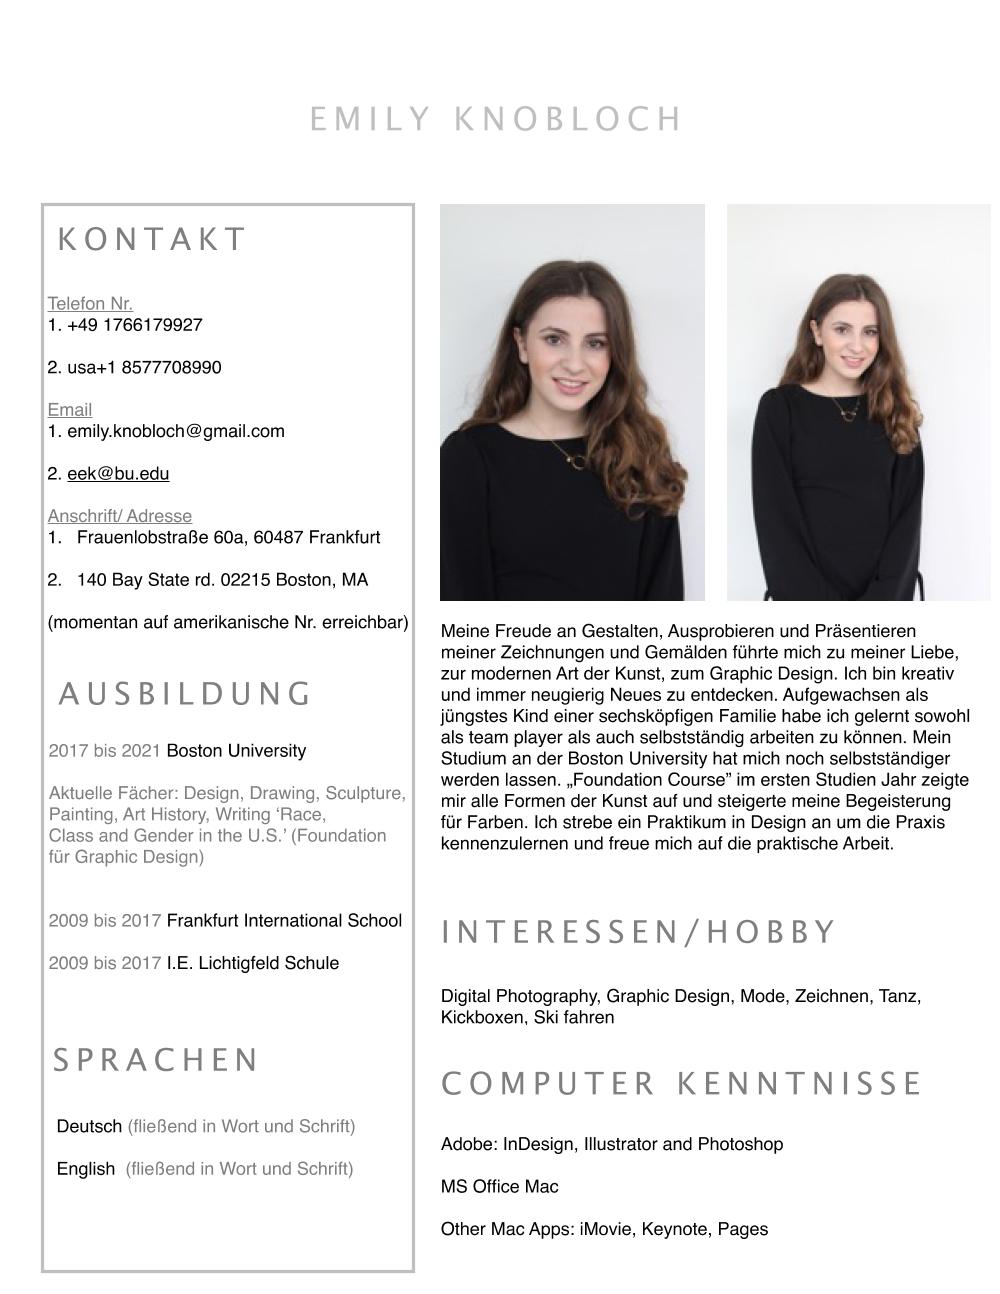 EMILY KNOBLOCH
KONTAKT
Telefon Nr.
1. +49 1766179927
2. usa+1 8577708990
Email
1. emily.knobloch@gmail.com
2. eek@bu.edu
Anschrift/ Adresse
1. Frauenlobstraße 60a, 60487 Frankfurt
2. 140 Bay State rd. 02215 Boston, MA
(momentan auf amerikanische Nr. erreichbar)
AUSBILDUNG
2017 bis 2021 Boston University
Aktuelle Fächer: Design, Drawing, Sculpture,
Painting, Art History, Writing ‘Race,
Class and Gender in the U.S.’ (Foundation
für Graphic Design)
2009 bis 2017 Frankfurt International School
2009 bis 2017 I.E. Lichtigfeld Schule
SPRACHEN
Deutsch (fließend in Wort und Schrift)
English (fließend in Wort und Schrift)
Meine Freude an Gestalten, Ausprobieren und Präsentieren
meiner Zeichnungen und Gemälden führte mich zu meiner Liebe,
zur modernen Art der Kunst, zum Graphic Design. Ich bin kreativ
und immer neugierig Neues zu entdecken. Aufgewachsen als
jüngstes Kind einer sechsköpfigen Familie habe ich gelernt sowohl
als team player als auch selbstständig arbeiten zu können. Mein
Studium an der Boston University hat mich noch selbstständiger
werden lassen. „Foundation Course” im ersten Studien Jahr zeigte
mir alle Formen der Kunst auf und steigerte meine Begeisterung
für Farben. Ich strebe ein Praktikum in Design an um die Praxis
kennenzulernen und freue mich auf die praktische Arbeit.
INTERESSEN/HOBBY
Digital Photography, Graphic Design, Mode, Zeichnen, Tanz,
Kickboxen, Ski fahren
COMPUTER KENNTNISSE
Adobe: InDesign, Illustrator and Photoshop
MS Office Mac
Other Mac Apps: iMovie, Keynote, Pages